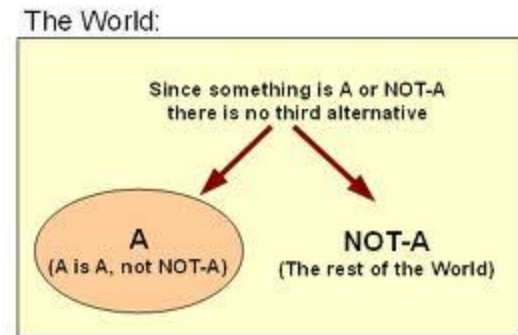 The World:
Since something is A or NOT-A
there is no third alternative
A
(A is A, not NOT-A)
NOT-A
(The rest of the World)